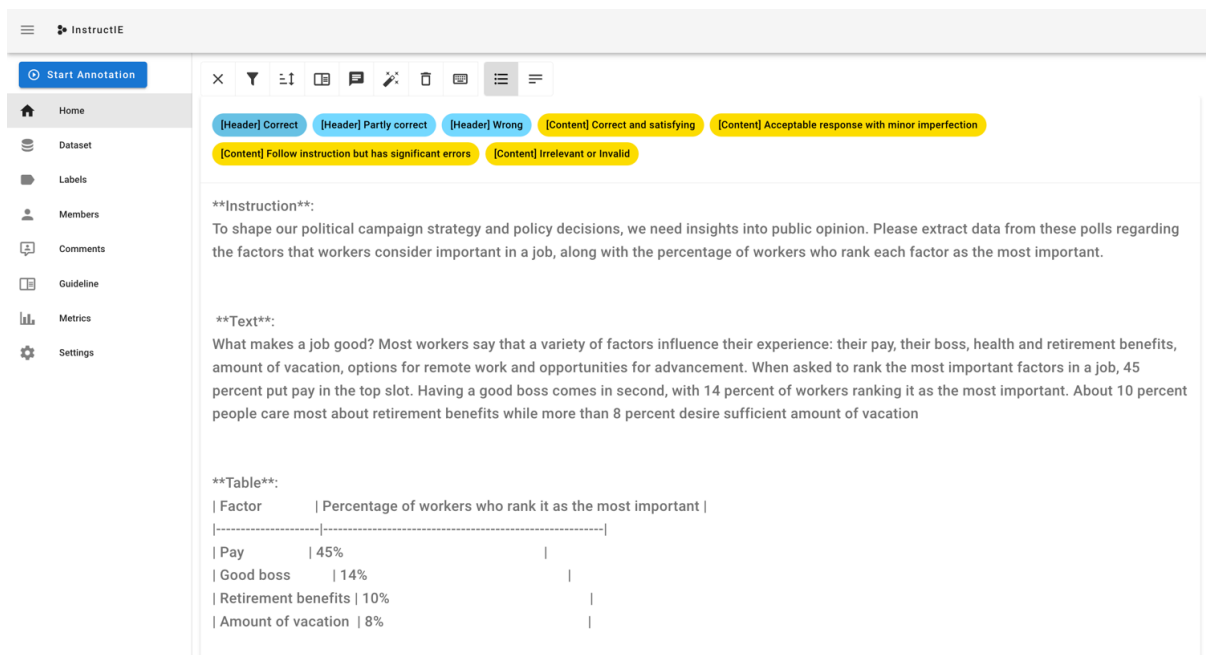 InstructIE
Start Annotation
Home
Dataset
Labels
Members
Comments
Guideline
Metrics
Settings
[Header] Correct [Header] Partly correct [Header] Wrong [Content] Correct and satisfying [Content] Acceptable response with minor imperfection
[Content] Follow instruction but has significant errors [Content] Irrelevant or Invalid
**Instruction**:
To shape our political campaign strategy and policy decisions, we need insights into public opinion. Please extract data from these polls regarding
the factors that workers consider important in a job, along with the percentage of workers who rank each factor as the most important.
**Text**:
What makes a job good? Most workers say that a variety of factors influence their experience: their pay, their boss, health and retirement benefits,
amount of vacation, options for remote work and opportunities for advancement. When asked to rank the most important factors in a job, 45
percent put pay in the top slot. Having a good boss comes in second, with 14 percent of workers ranking it as the most important. About 10 percent
people care most about retirement benefits while more than 8 percent desire sufficient amount of vacation
**Table**:
| Factor | Percentage of workers who rank it as the most important |
|---------------------|---------------------------------------------------------|
| Pay | 45% |
| Good boss | 14% |
| Retirement benefits | 10% |
| Amount of vacation | 8% |